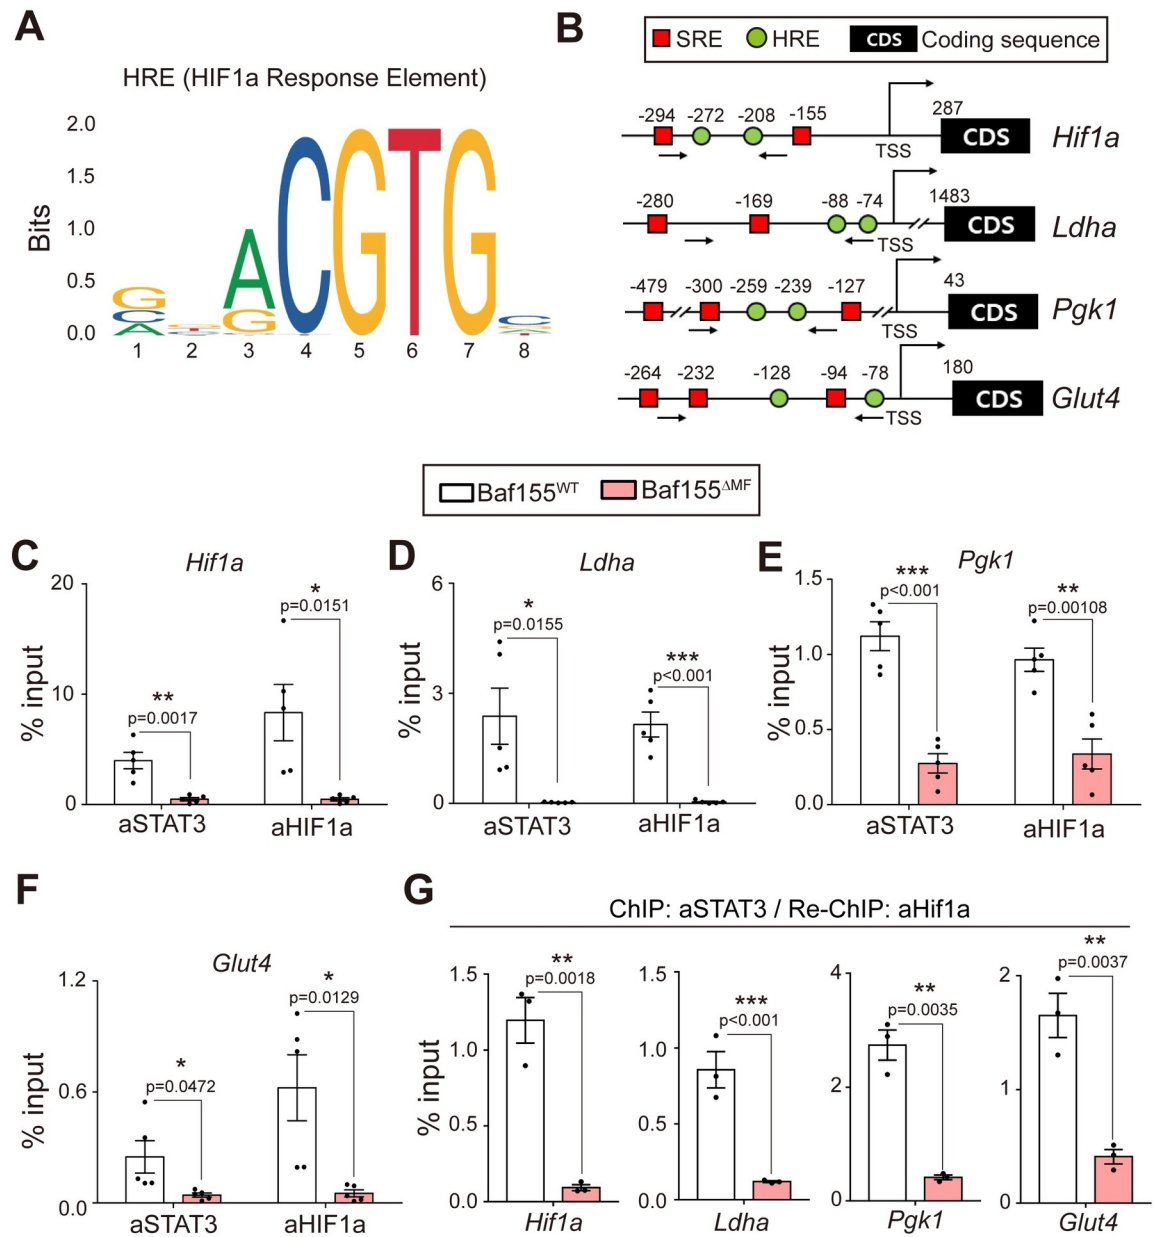 A
HRE (HIF1a Response Element)
Bits
2.0
1.5
1.0
0.5
0.0
G
C
A
T
A
G
C
G
T
G
C
A
T
1 2 3 4 5 6 7 8
B
SRE HRE CDS Coding sequence
-294 -272 -208 -155 287
TSS CDS Hif1a
-280 -169 -88 -74 1483
TSS CDS Ldha
-479 -300 -259 -239 -127 43
TSS CDS Pgk1
-264 -232 -128 -94 -78 180
TSS CDS Glut4
Baf155WT Baf155ΔMF
C
Hif1a
% input
20
10
0
**
p=0.0017
*
p=0.0151
aSTAT3 aHIF1a
D
Ldha
% input
6
3
0
*
p=0.0155
***
p<0.001
aSTAT3 aHIF1a
E
Pgk1
% input
1.5
1.0
0.5
0.0
***
p<0.001
**
p=0.00108
aSTAT3 aHIF1a
F
Glut4
% input
1.2
0.6
0.0
*
p=0.0472
*
p=0.0129
aSTAT3 aHIF1a
G
ChIP: aSTAT3 / Re-ChIP: aHif1a
% input
1.5
1.0
0.5
0.0
**
p=0.0018
Hif1a
1.5
1.0
0.5
0.0
***
p<0.001
Ldha
4
2
0
**
p=0.0035
Pgk1
2
1
0
**
p=0.0037
Glut4